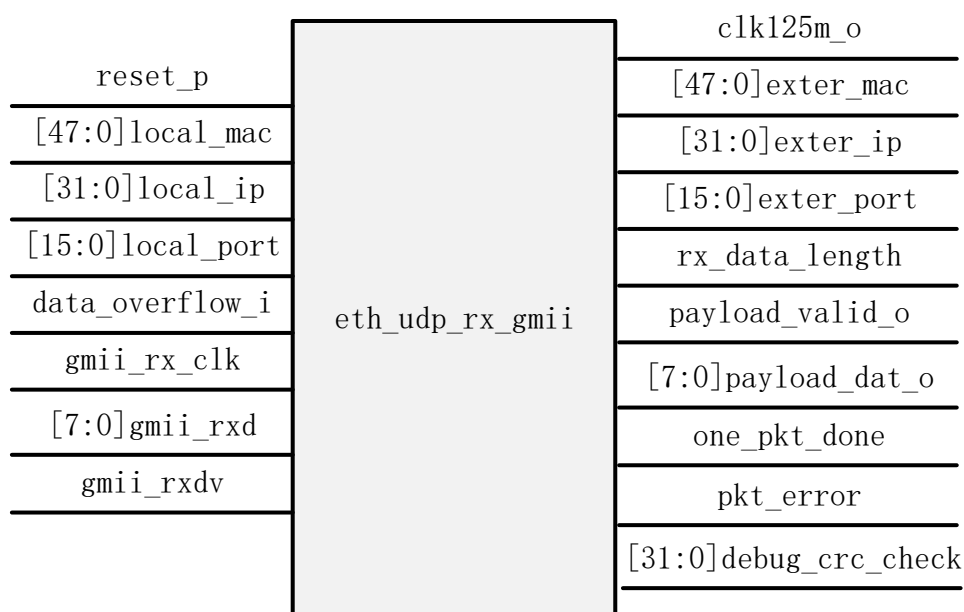 reset_p
[47:0]local_mac
[31:0]local_ip
[15:0]local_port
data_overflow_i
gmii_rx_clk
[7:0]gmii_rxd
gmii_rxdv
eth_udp_rx_gmii
clk125m_o
[47:0]exter_mac
[31:0]exter_ip
[15:0]exter_port
rx_data_length
payload_valid_o
[7:0]payload_dat_o
one_pkt_done
pkt_error
[31:0]debug_crc_check